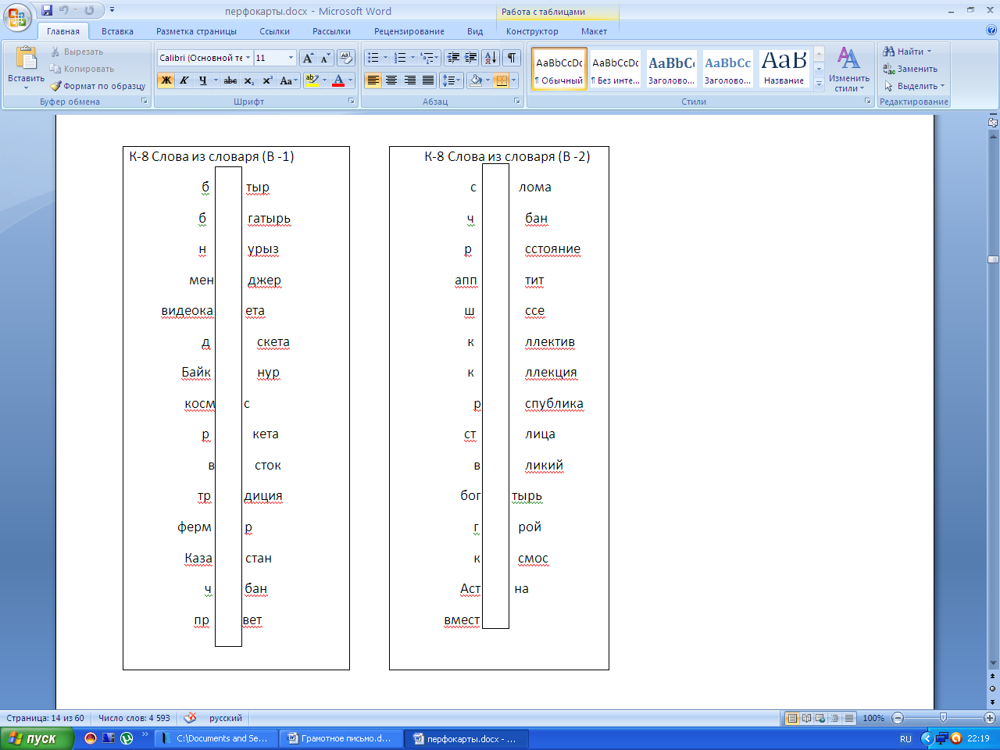 перфокарты.docx - Microsoft Word
Работа с таблицами
Главная Вставка Разметка страницы Ссылки Рассылки Рецензирование Вид Конструктор Макет
Вставить
Вырезать
Копировать
Формат по образцу
Буфер обмена
Calibri (Основной те 11
Ж К Ч abc x₂ x² Aa
Шрифт
Абзац
AaBbCcDc AaBbCcDc AaBbC AaBbCc AaB
¶ Обычный ¶ Без инте... Заголово... Заголово... Название
Изменить стили
Стили
Найти
Заменить
Выделить
Редактирование
К-8 Слова из словаря (В -1)
б тыр
б гатырь
н урыз
мен джер
видеока ета
д скета
Байк нур
косм с
р кета
в сток
тр диция
ферм р
Каза стан
ч бан
пр вет
К-8 Слова из словаря (В -2)
с лома
ч бан
р сстояние
апп тит
ш ссе
к ллектив
к ллекция
р спублика
ст лица
в ликий
бог тырь
г рой
к смос
Аст на
вмест
Страница: 14 из 60 Число слов: 4 593 русский 100%
пуск C:\Documents and Se... Грамотное письмо.d... перфокарты.docx - ... RU 22:19